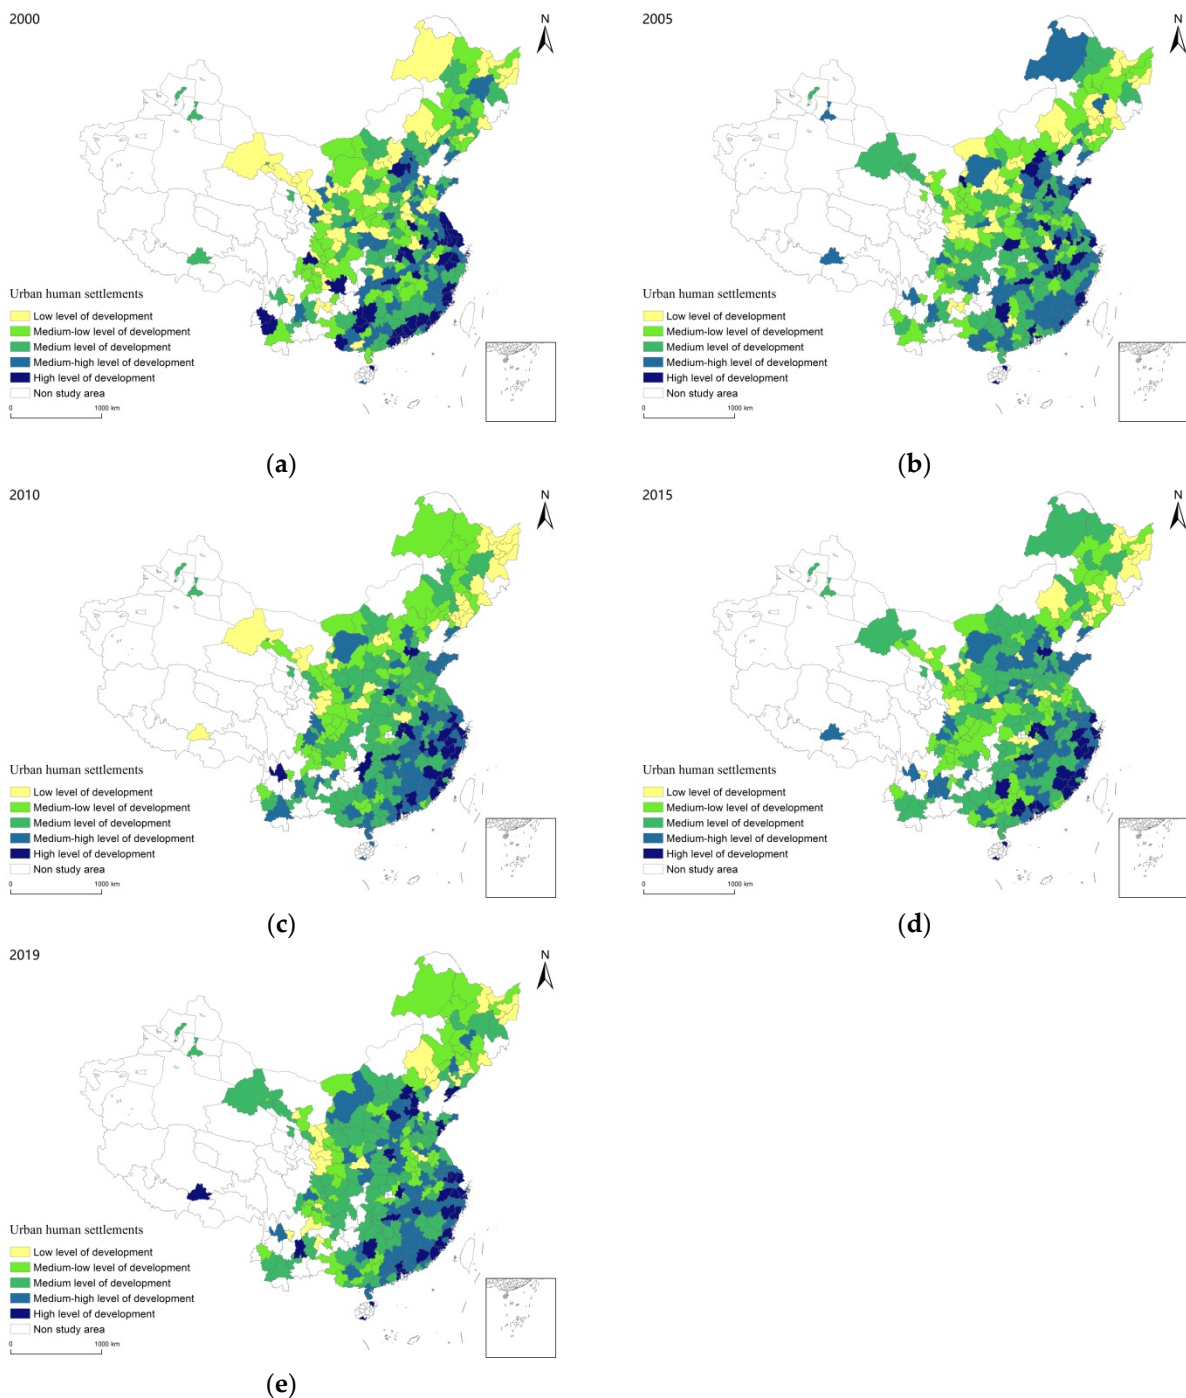 2000
N
Urban human settlements
Low level of development
Medium-low level of development
Medium level of development
Medium-high level of development
High level of development
Non study area
0 1000 km
(a)
2005
N
Urban human settlements
Low level of development
Medium-low level of development
Medium level of development
Medium-high level of development
High level of development
Non study area
0 1000 km
(b)
2010
N
Urban human settlements
Low level of development
Medium-low level of development
Medium level of development
Medium-high level of development
High level of development
Non study area
0 1000 km
(c)
2015
N
Urban human settlements
Low level of development
Medium-low level of development
Medium level of development
Medium-high level of development
High level of development
Non study area
0 1000 km
(d)
2019
N
Urban human settlements
Low level of development
Medium-low level of development
Medium level of development
Medium-high level of development
High level of development
Non study area
0 1000 km
(e)